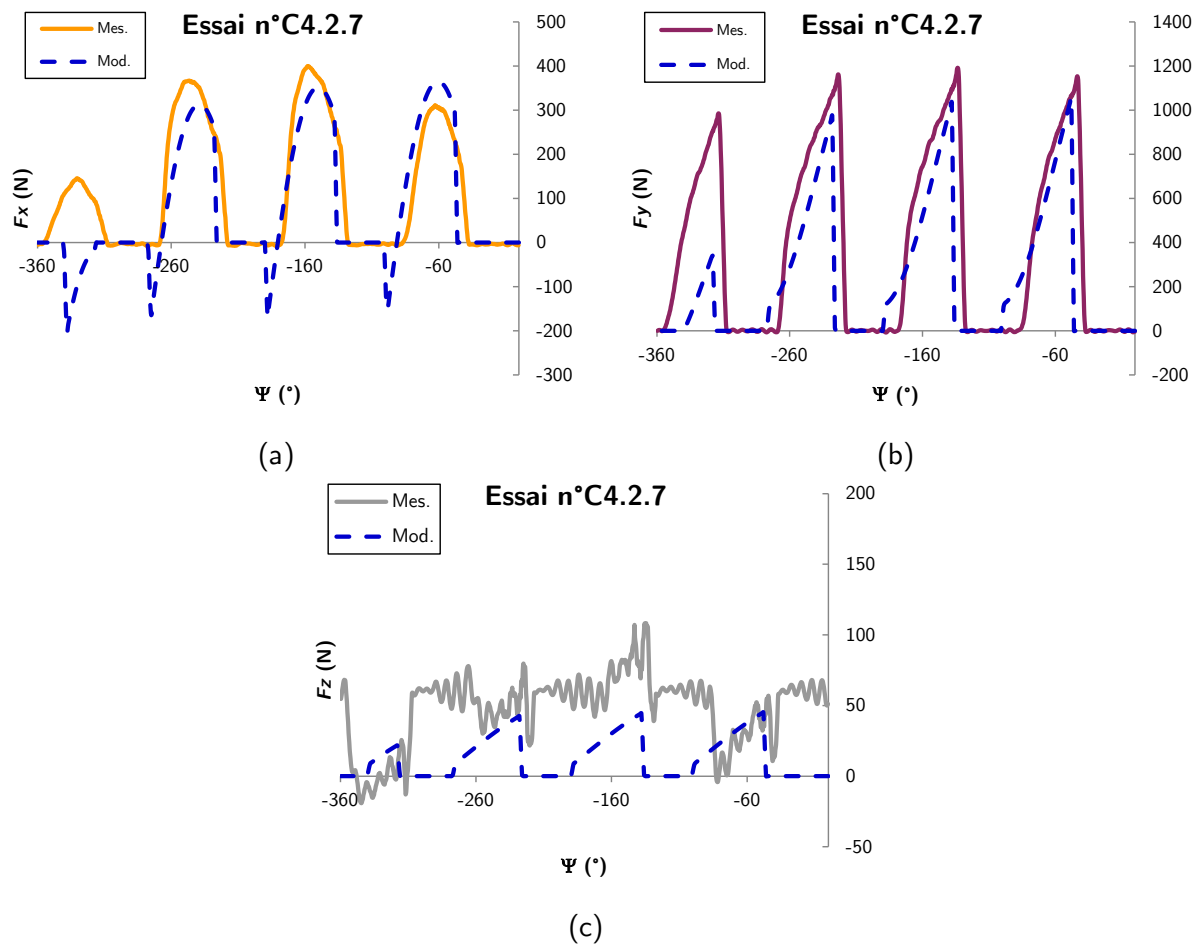 Essai n°C4.2.7
Mes.
Mod.
Fx (N)
500
400
300
200
100
0
-100
-200
-300
-360
-260
-160
-60
Ψ (°)
(a)
Essai n°C4.2.7
Mes.
Mod.
Fy (N)
1400
1200
1000
800
600
400
200
0
-200
-360
-260
-160
-60
Ψ (°)
(b)
Essai n°C4.2.7
Mes.
Mod.
Fz (N)
200
150
100
50
0
-50
-360
-260
-160
-60
Ψ (°)
(c)